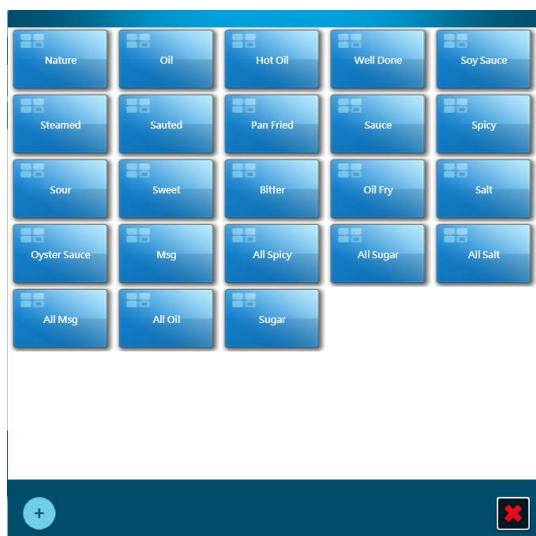 Nature
Oil
Hot Oil
Well Done
Soy Sauce
Steamed
Sauted
Pan Fried
Sauce
Spicy
Sour
Sweet
Bitter
Oil Fry
Salt
Oyster Sauce
Msg
All Spicy
All Sugar
All Salt
All Msg
All Oil
Sugar
+